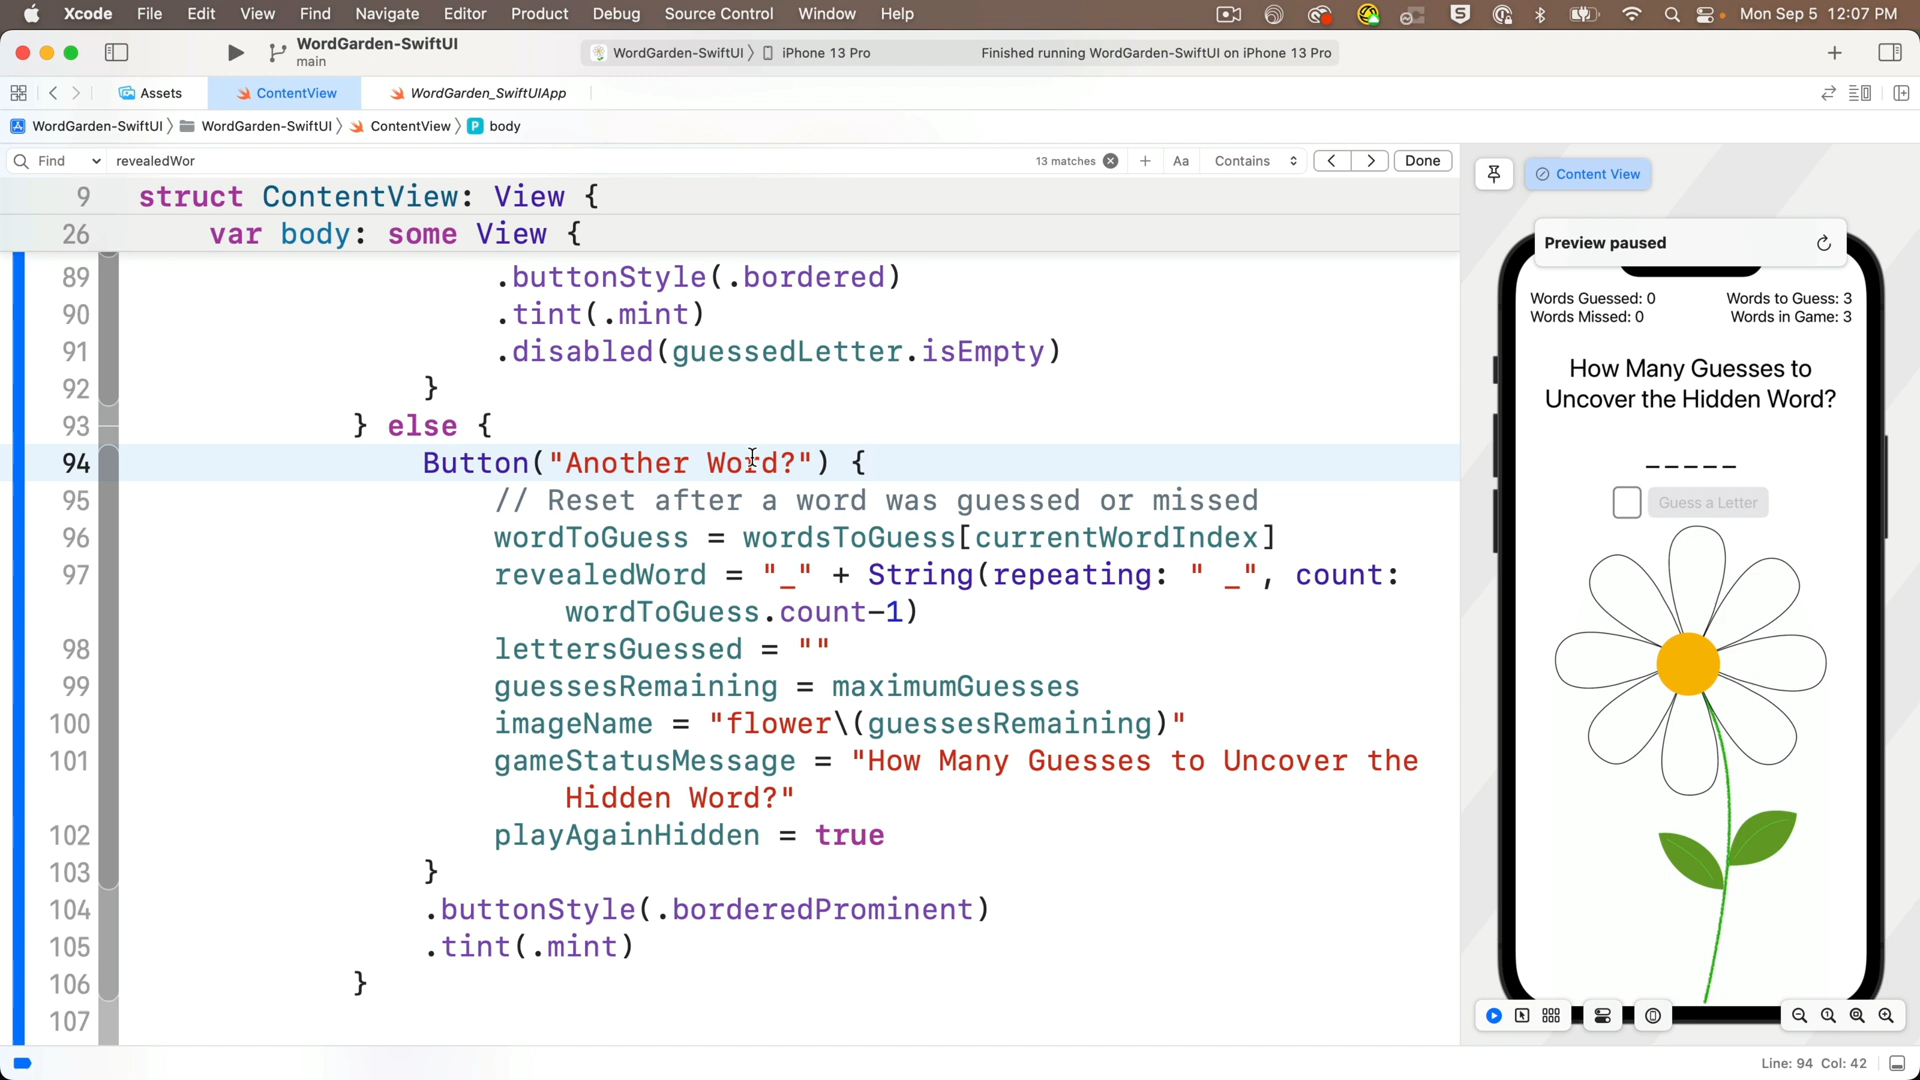 Xcode File Edit View Find Navigate Editor Product Debug Source Control Window Help Mon Sep 5 12:07 PM
WordGarden-SwiftUI
main
WordGarden-SwiftUI iPhone 13 Pro Finished running WordGarden-SwiftUI on iPhone 13 Pro
Assets ContentView WordGarden_SwiftUIApp
WordGarden-SwiftUI WordGarden-SwiftUI ContentView P body
Find revealedWor 13 matches Aa Contains Done
9 struct ContentView: View {
26 var body: some View {
89 .buttonStyle(.bordered)
90 .tint(.mint)
91 .disabled(guessedLetter.isEmpty)
92 }
93 } else {
94 Button("Another Word?") {
95 // Reset after a word was guessed or missed
96 wordToGuess = wordsToGuess[currentWordIndex]
97 revealedWord = "_" + String(repeating: " _", count:
wordToGuess.count-1)
98 lettersGuessed = ""
99 guessesRemaining = maximumGuesses
100 imageName = "flower\(guessesRemaining)"
101 gameStatusMessage = "How Many Guesses to Uncover the
Hidden Word?"
102 playAgainHidden = true
103 }
104 .buttonStyle(.borderedProminent)
105 .tint(.mint)
106 }
107
Content View
Preview paused
Words Guessed: 0 Words to Guess: 3
Words Missed: 0 Words in Game: 3
How Many Guesses to
Uncover the Hidden Word?
_ _ _ _ _
Guess a Letter
Line: 94 Col: 42